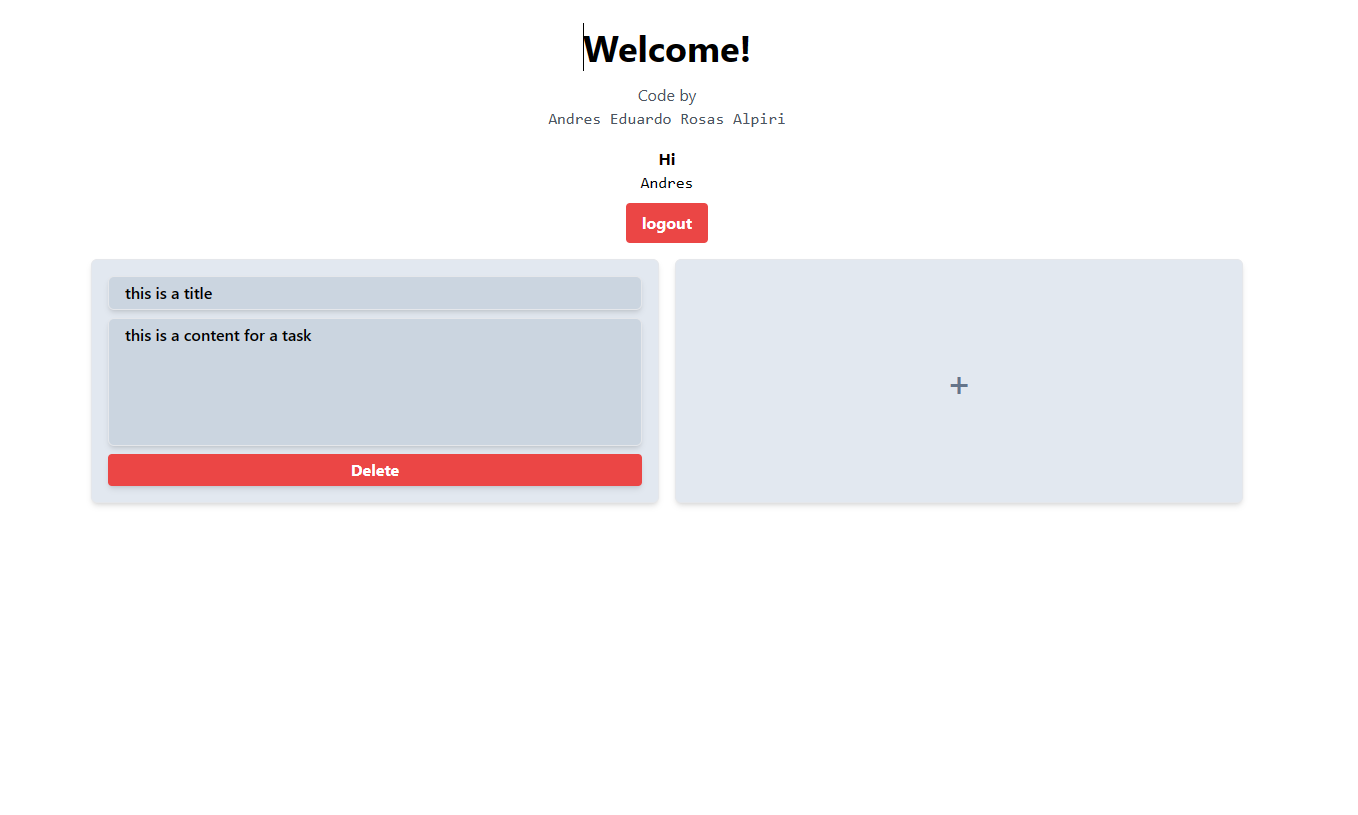 Welcome!
Code by
Andres Eduardo Rosas Alpiri
Hi
Andres
logout
this is a title
this is a content for a task
Delete
+